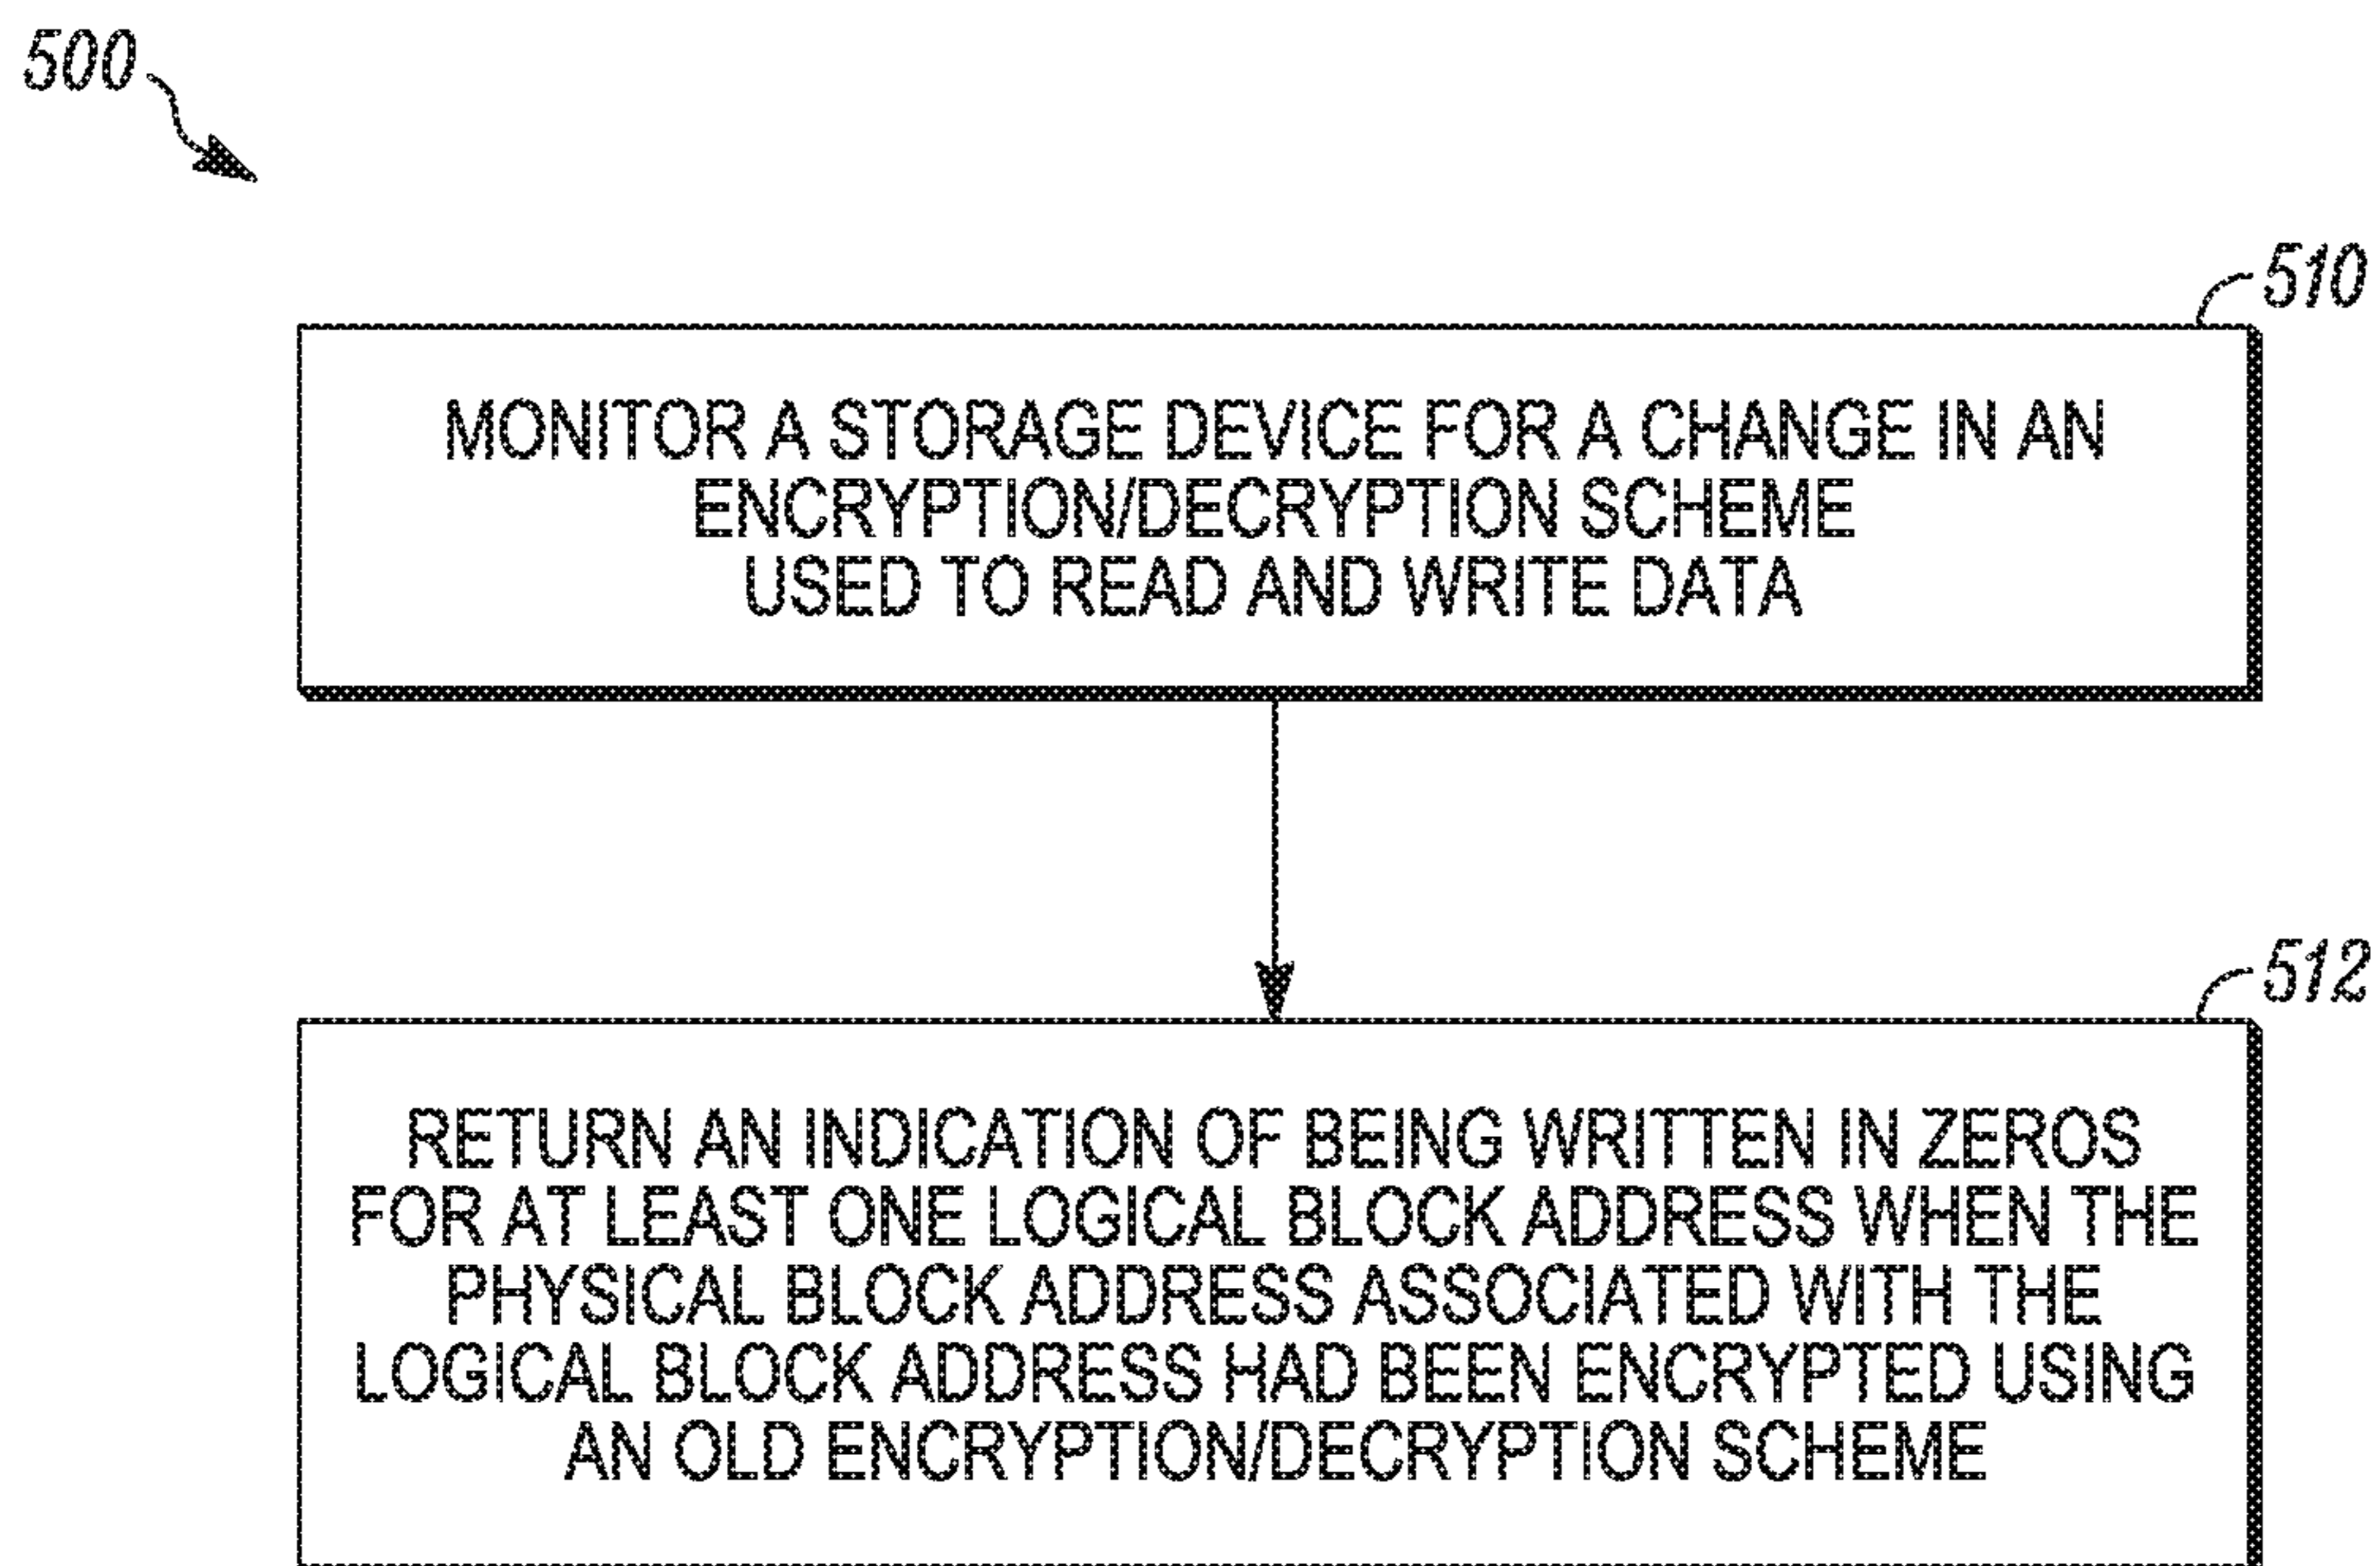 500
510
MONITOR A STORAGE DEVICE FOR A CHANGE IN AN
ENCRYPTION/DECRYPTION SCHEME
USED TO READ AND WRITE DATA
512
RETURN AN INDICATION OF BEING WRITTEN IN ZEROS
FOR AT LEAST ONE LOGICAL BLOCK ADDRESS WHEN THE
PHYSICAL BLOCK ADDRESS ASSOCIATED WITH THE
LOGICAL BLOCK ADDRESS HAD BEEN ENCRYPTED USING
AN OLD ENCRYPTION/DECRYPTION SCHEME